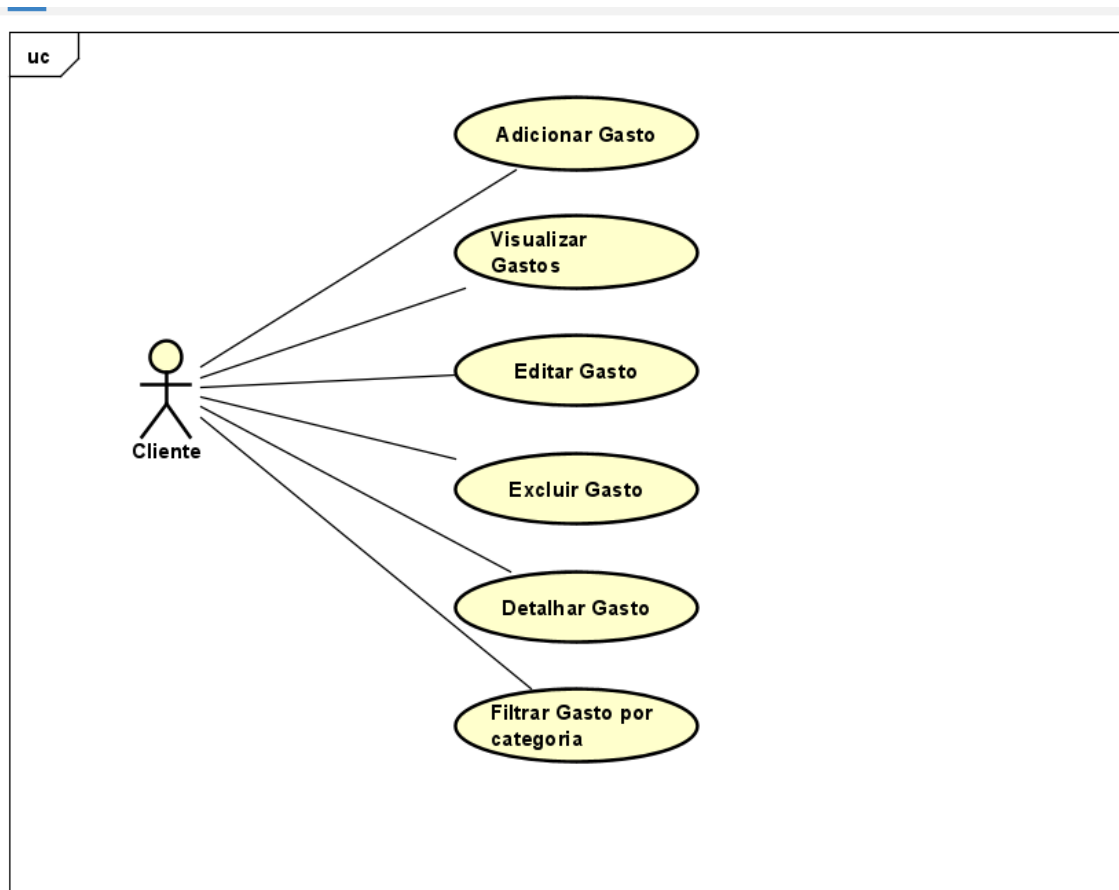 uc
Adicionar Gasto
Visualizar
Gastos
Editar Gasto
Cliente
Excluir Gasto
Detalhar Gasto
Filtrar Gasto por
categoria